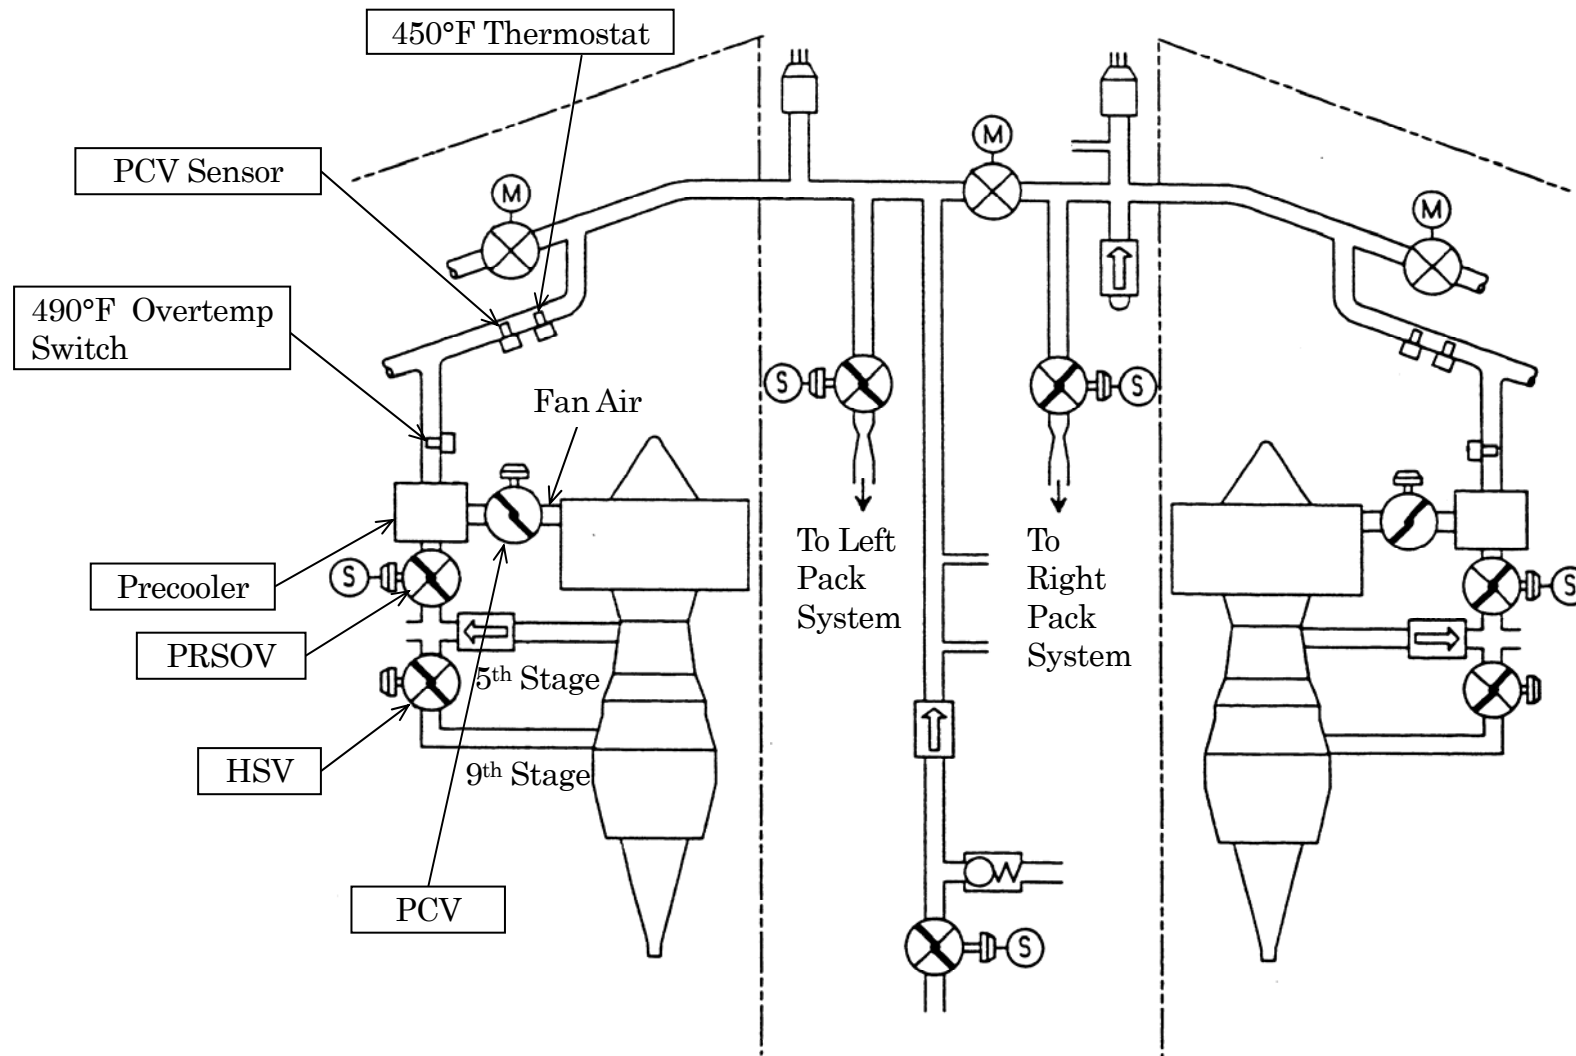 450°F Thermostat
PCV Sensor
M
M
M
490°F Overtemp
Switch
S
S
Fan Air
To Left
Pack
System
To
Right
Pack
System
Precooler
S
S
PRSOV
5th Stage
HSV
9th Stage
PCV
S